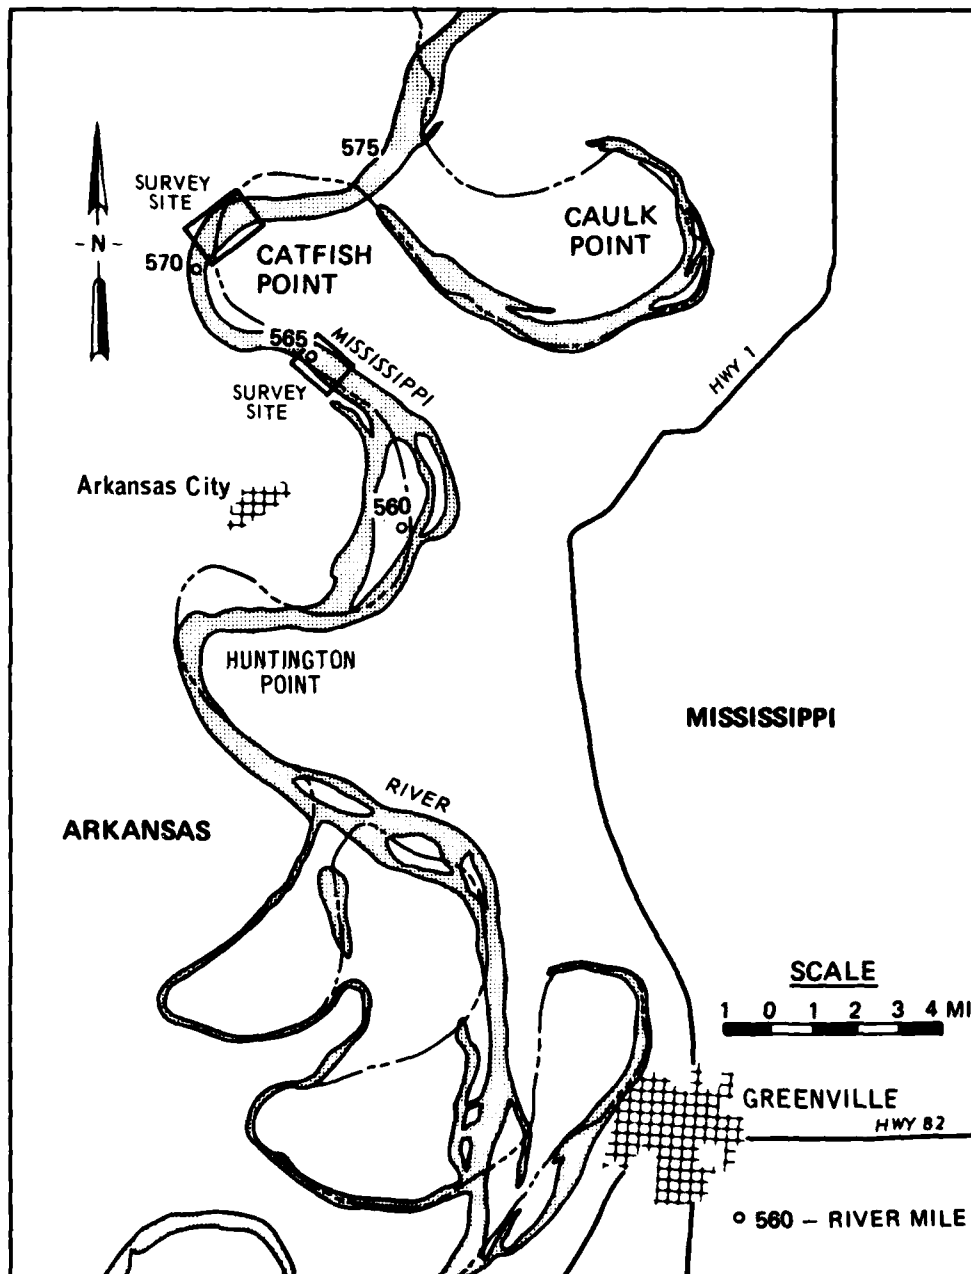 575
SURVEY
SITE
CAULK
POINT
- N -
CATFISH
POINT
570
565
MISSISSIPPI
HWY 1
SURVEY
SITE
Arkansas City
560
HUNTINGTON
POINT
MISSISSIPPI
RIVER
ARKANSAS
SCALE
1 0 1 2 3 4 MI
GREENVILLE
HWY 82
560 – RIVER MILE